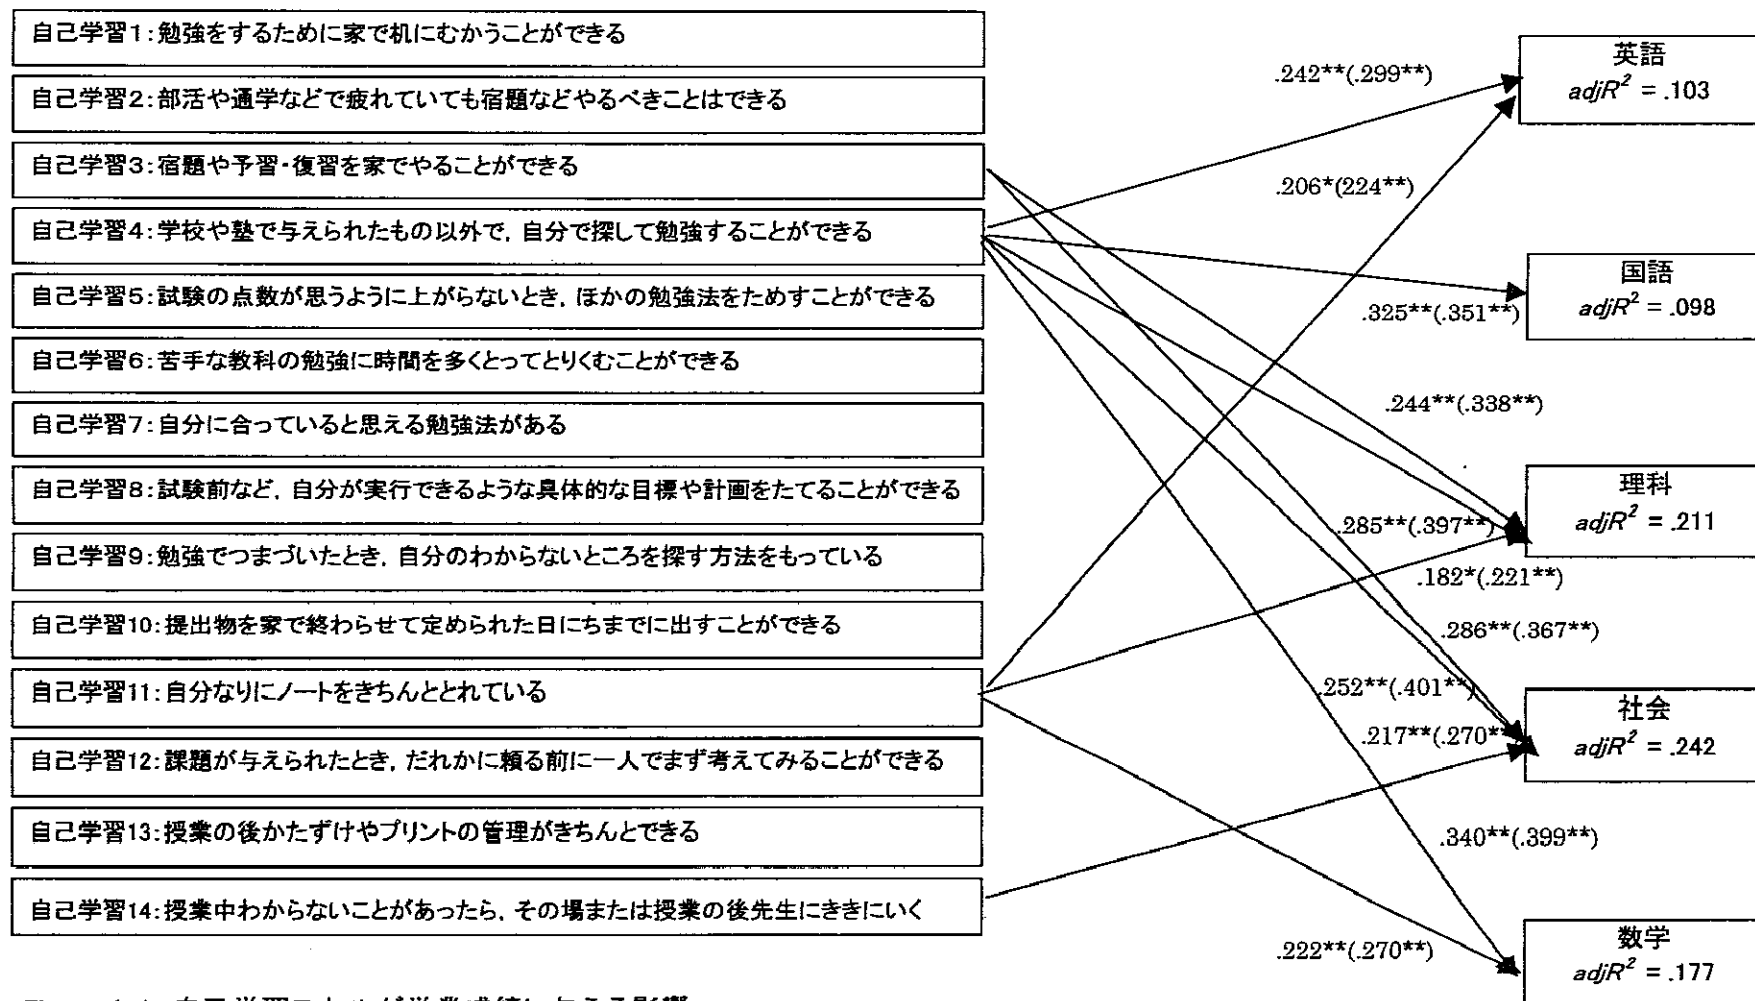 自己学習1:勉強をするために家で机にむかうことができる
自己学習2:部活や通学などで疲れていても宿題などやるべきことはできる
自己学習3:宿題や予習・復習を家でやることができる
自己学習4:学校や塾で与えられたもの以外で,自分で探して勉強することができる
自己学習5:試験の点数が思うように上がらないとき,ほかの勉強法をためすことができる
自己学習6:苦手な教科の勉強に時間を多くとってとりくむことができる
自己学習7:自分に合っていると思える勉強法がある
自己学習8:試験前など,自分が実行できるような具体的な目標や計画をたてることができる
自己学習9:勉強でつまづいたとき,自分のわからないところを探す方法をもっている
自己学習10:提出物を家で終わらせて定められた日にちまでに出すことができる
自己学習11:自分なりにノートをきちんととれている
自己学習12:課題が与えられたとき,だれかに頼る前に一人でまず考えてみることができる
自己学習13:授業の後かたずけやプリントの管理がきちんとできる
自己学習14:授業中わからないことがあったら,その場または授業の後先生にききにいく
.242**(.299**)
.206*(224**)
.325**(.351**)
.244**(.338**)
.285**(.397**)
.182*(.221**)
.286**(.367**)
.252**(.401**)
.217**(.270**
.340**(.399**)
.222**(.270**)
英語
adjR² = .103
国語
adjR² = .098
理科
adjR² = .211
社会
adjR² = .242
数学
adjR² = .177